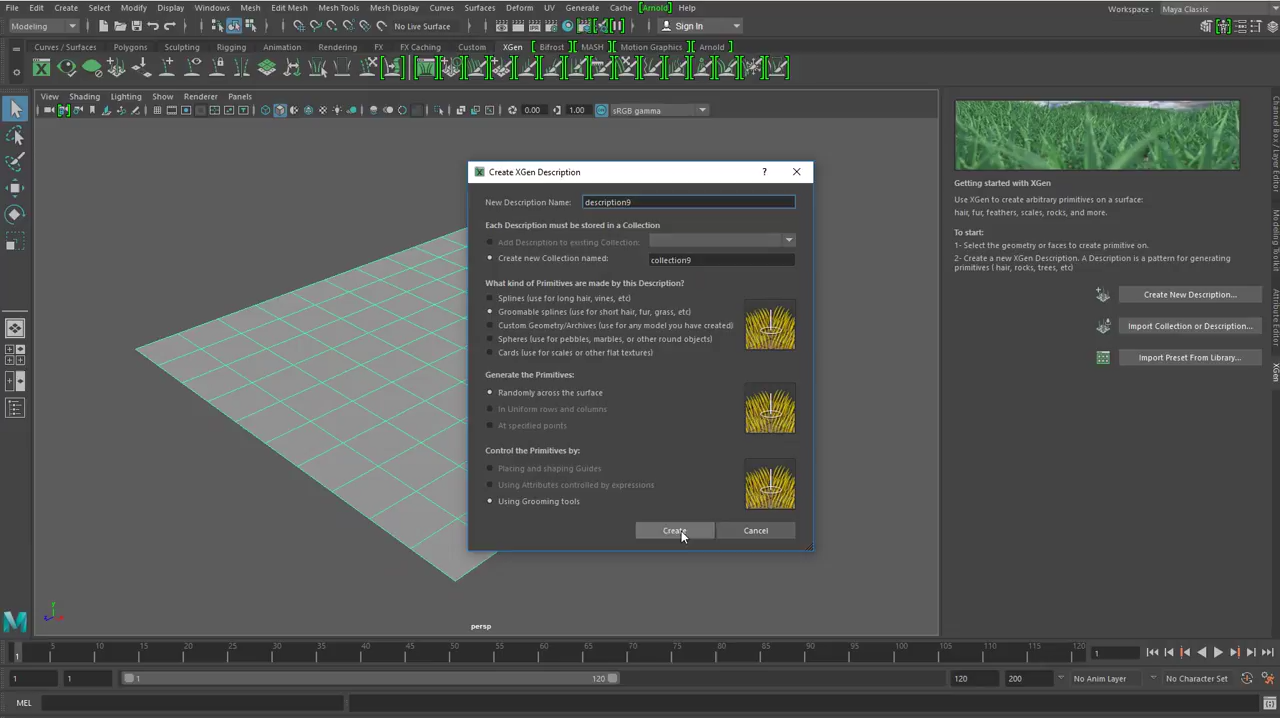 File Edit Create Select Modify Display Windows Mesh Edit Mesh Mesh Tools Mesh Display Curves Surfaces Deform UV Generate Cache [Arnold] Help
Workspace : Maya Classic
Modeling No Live Surface Sign In
Curves / Surfaces Polygons Sculpting Rigging Animation Rendering FX FX Caching Custom XGen Bifrost MASH Motion Graphics Arnold
View Shading Lighting Show Renderer Panels
0.00 1.00 sRGB gamma
Create XGen Description ?
New Description Name: description9
Each Description must be stored in a Collection
Add Description to existing Collection:
Create new Collection named: collection9
What kind of Primitives are made by this Description?
Splines (use for long hair, vines, etc)
Groomable splines (use for short hair, fur, grass, etc)
Custom Geometry/Archives (use for any model you have created)
Spheres (use for pebbles, marbles, or other round objects)
Cards (use for scales or other flat textures)
Generate the Primitives:
Randomly across the surface
In Uniform rows and columns
At specified points
Control the Primitives by:
Placing and shaping Guides
Using Attributes controlled by expressions
Using Grooming tools
Create Cancel
Getting started with XGen
Use XGen to create arbitrary primitives on a surface:
hair, fur, feathers, scales, rocks, and more.
To start:
1- Select the geometry or faces to create primitive on.
2- Create a new XGen Description. A Description is a pattern for generating
primitives ( hair, rocks, trees, etc)
Create New Description...
Import Collection or Description...
Import Preset From Library...
Channel Box / Layer Editor
Modeling Toolkit
Attribute Editor
XGen
persp
1 5 10 15 20 25 30 35 40 45 50 55 60 65 70 75 80 85 90 95 100 105 110 115 120 1
1 1 1 120 120 200 No Anim Layer No Character Set
MEL